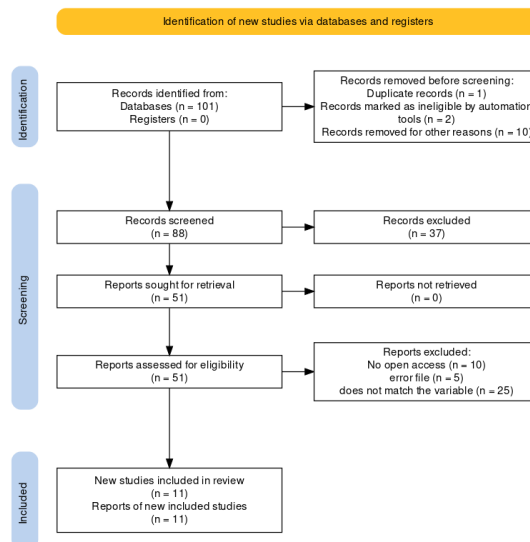 Identification of new studies via databases and registers
Identification
Records identified from:
Databases (n = 101)
Registers (n = 0)
Records removed before screening:
Duplicate records (n = 1)
Records marked as ineligible by automation
tools (n = 2)
Records removed for other reasons (n = 10)
Screening
Records screened
(n = 88)
Records excluded
(n = 37)
Reports sought for retrieval
(n = 51)
Reports not retrieved
(n = 0)
Reports assessed for eligibility
(n = 51)
Reports excluded:
No open access (n = 10)
error file (n = 5)
does not match the variable (n = 25)
Included
New studies included in review
(n = 11)
Reports of new included studies
(n = 11)